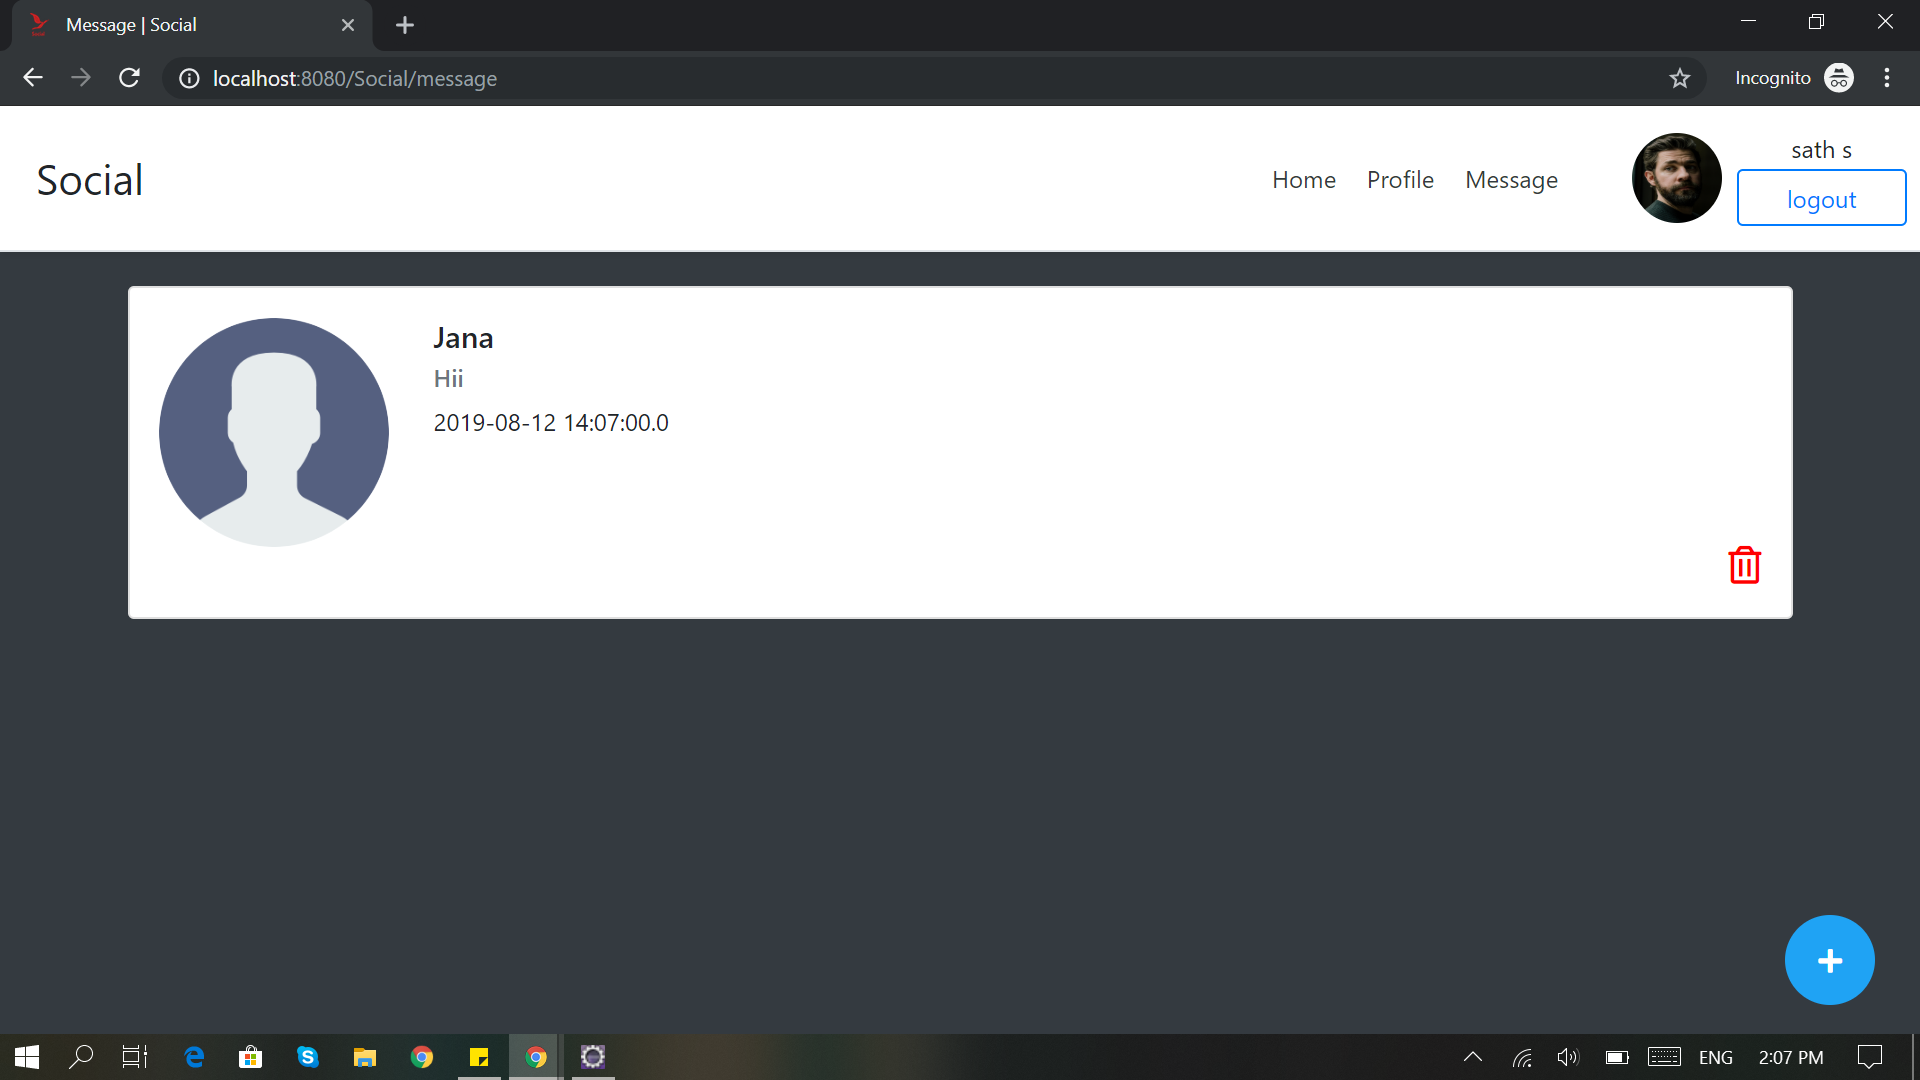 Message | Social
localhost:8080/Social/message
Incognito
Social
Home
Profile
Message
sath s
logout
Jana
Hii
2019-08-12 14:07:00.0
ENG
2:07 PM